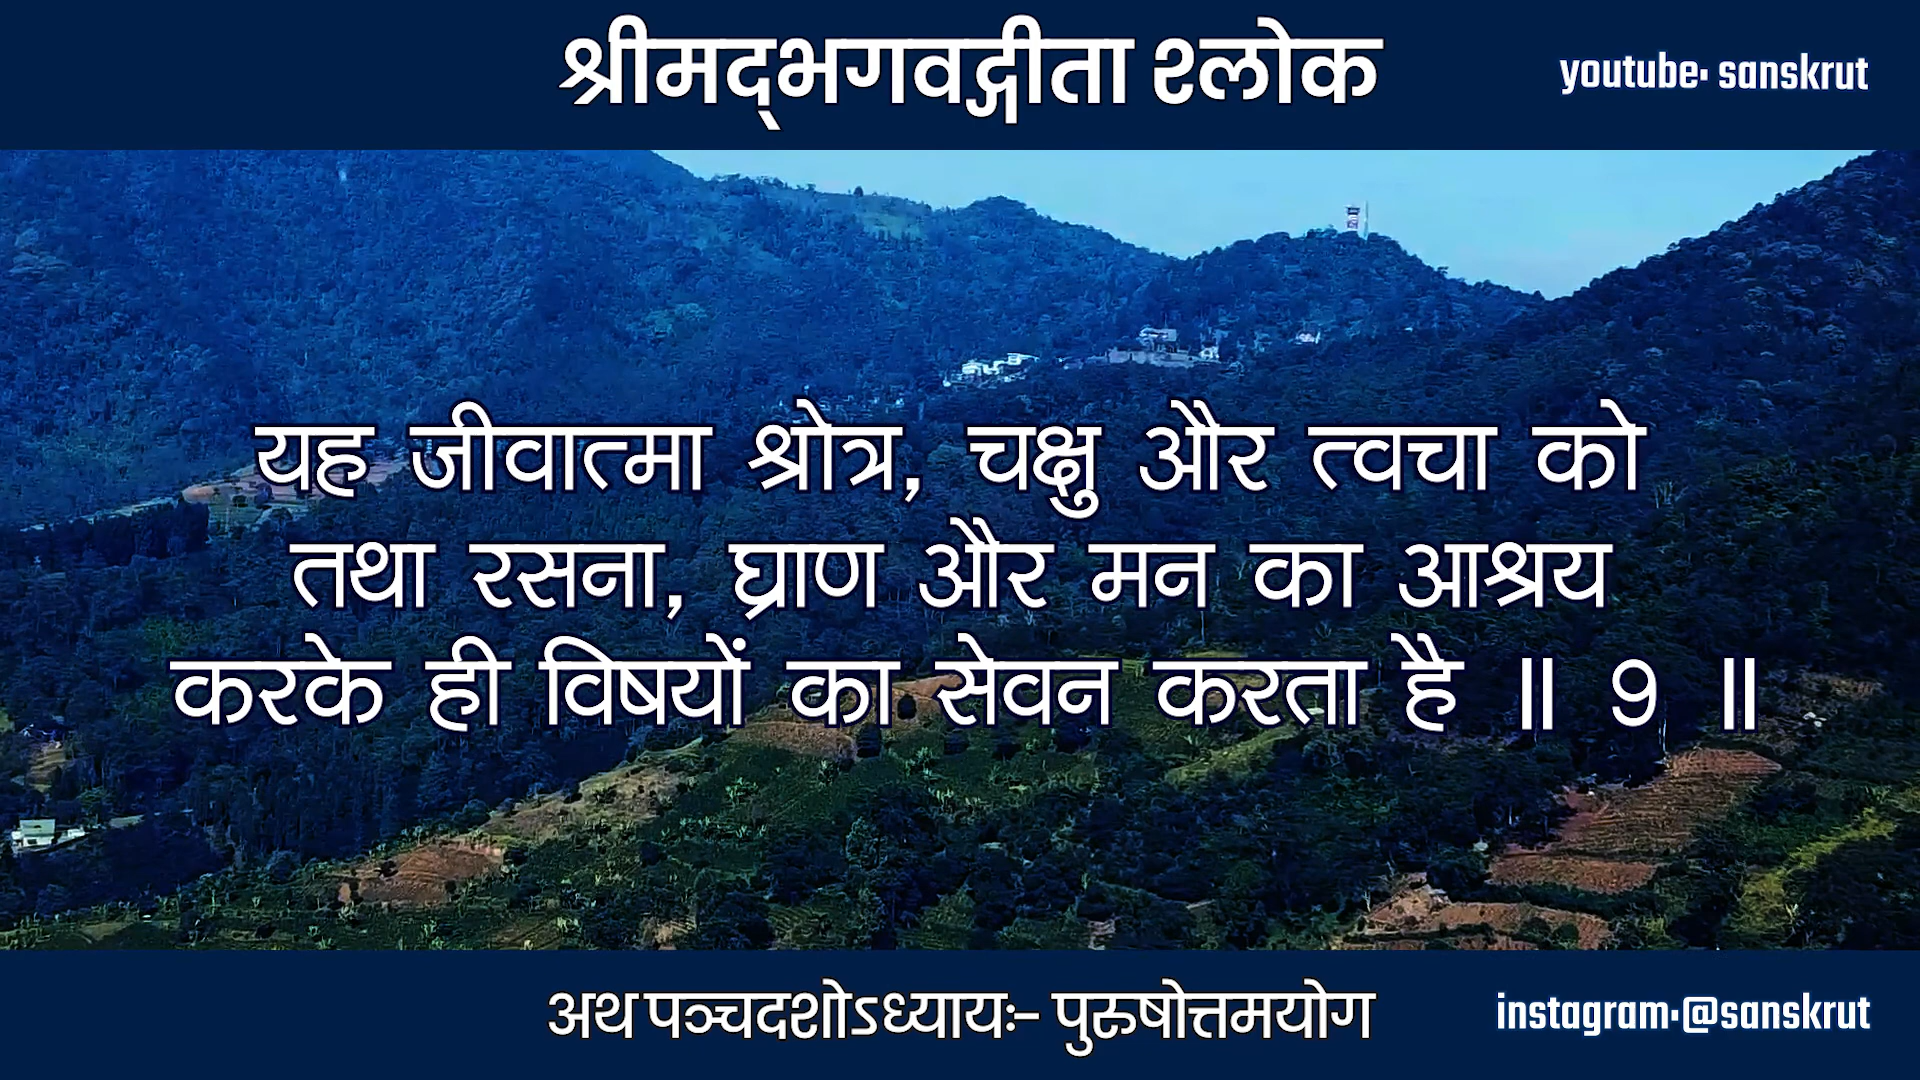 श्रीमद्‌भगवद्गीता श्लोक
youtube: sanskrut
यह जीवात्मा श्रोत्र, चक्षु और त्वचा को
तथा रसना, घ्राण और मन का आश्रय
करके ही विषयों का सेवन करता है ॥ 9 ॥
अथ पञ्चदशोऽध्यायः- पुरुषोत्तमयोग
instagram:@sanskrut